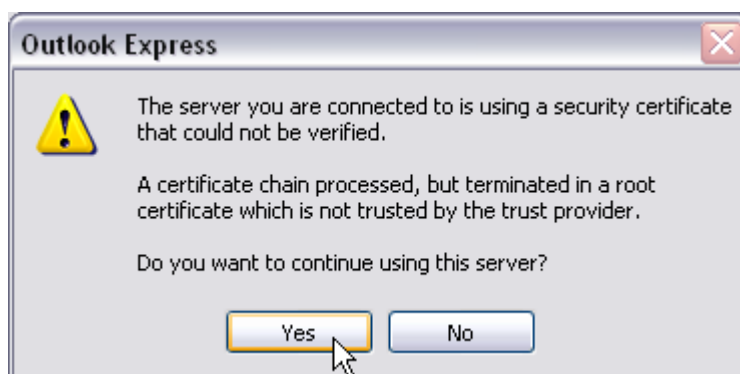 Outlook Express
The server you are connected to is using a security certificate
that could not be verified.
A certificate chain processed, but terminated in a root
certificate which is not trusted by the trust provider.
Do you want to continue using this server?
Yes No